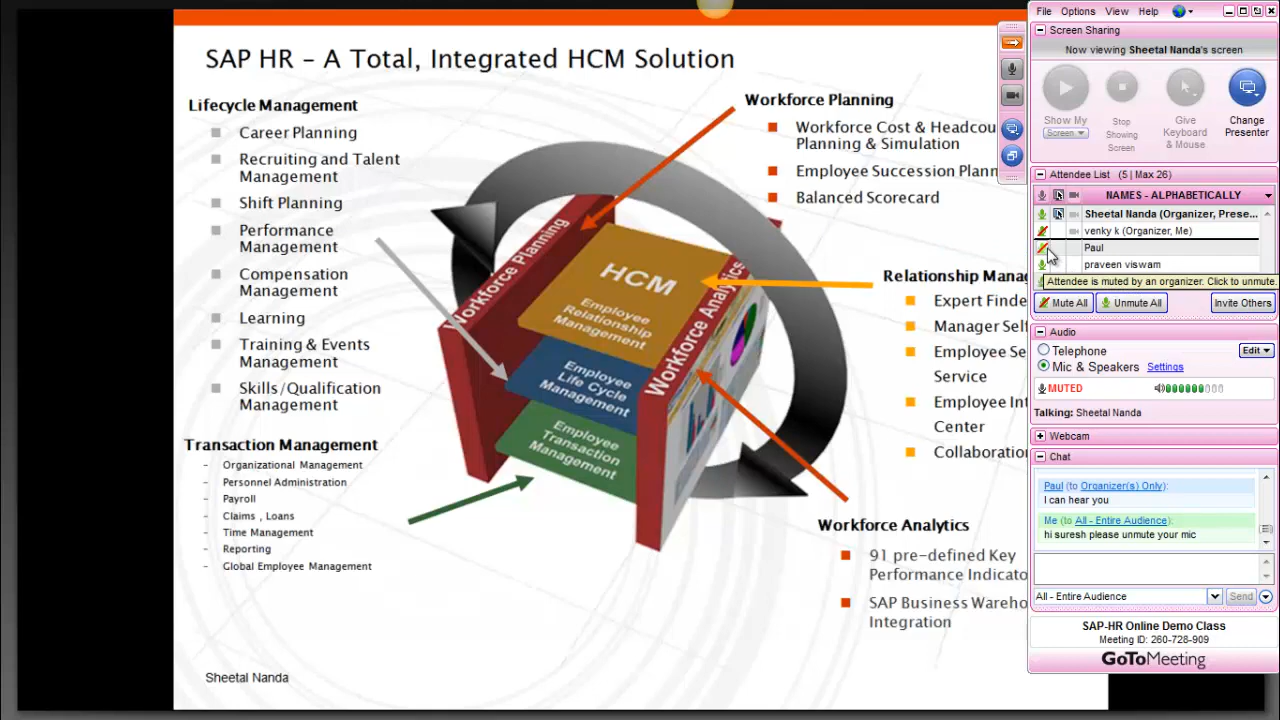 SAP HR – A Total, Integrated HCM Solution
Lifecycle Management
Career Planning
Recruiting and Talent
Management
Shift Planning
Performance
Management
Compensation
Management
Learning
Training & Events
Management
Skills/Qualification
Management
Transaction Management
- Organizational Management
- Personnel Administration
- Payroll
- Claims , Loans
- Time Management
- Reporting
- Global Employee Management
Workforce Planning
HCM
Employee
Relationship
Management
Employee
Life Cycle
Management
Employee
Transaction
Management
Workforce Analytics
Workforce Planning
Workforce Cost & Headcou
Planning & Simulation
Employee Succession Plann
Balanced Scorecard
Relationship Mana
Expert Finde
Manager Sel
Employee Se
Service
Employee Int
Center
Collaboratio
Workforce Analytics
91 pre-defined Key
Performance Indicato
SAP Business Wareho
Integration
Sheetal Nanda
File Options View Help
Screen Sharing
Now viewing Sheetal Nanda's screen
Show My
Screen
Stop
Showing
Screen
Give
Keyboard
& Mouse
Change
Presenter
Attendee List (5 | Max 26)
NAMES - ALPHABETICALLY
Sheetal Nanda (Organizer, Prese...
venky k (Organizer, Me)
Paul
praveen viswam
Attendee is muted by an organizer. Click to unmute.
Mute All Unmute All Invite Others
Audio
Telephone Edit
Mic & Speakers Settings
MUTED
Talking: Sheetal Nanda
Webcam
Chat
Paul (to Organizer(s) Only):
I can hear you
Me (to All - Entire Audience):
hi suresh please unmute your mic
All - Entire Audience Send
SAP-HR Online Demo Class
Meeting ID: 260-728-909
GoToMeeting